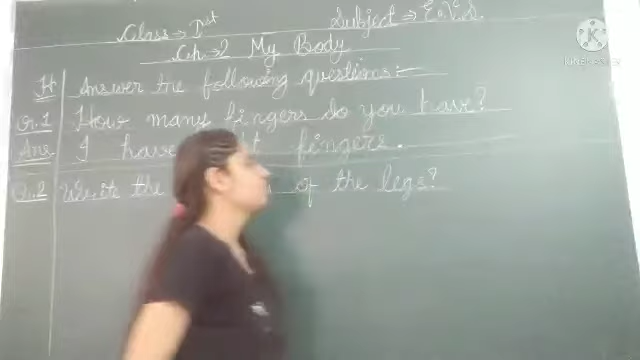 Class → Ist Subject → E.V.S.
Ch → 2 My Body
H Answer the following questions:-
Q.1 How many fingers do you have?
Ans I have fingers.
Q.2 Write the of the legs?